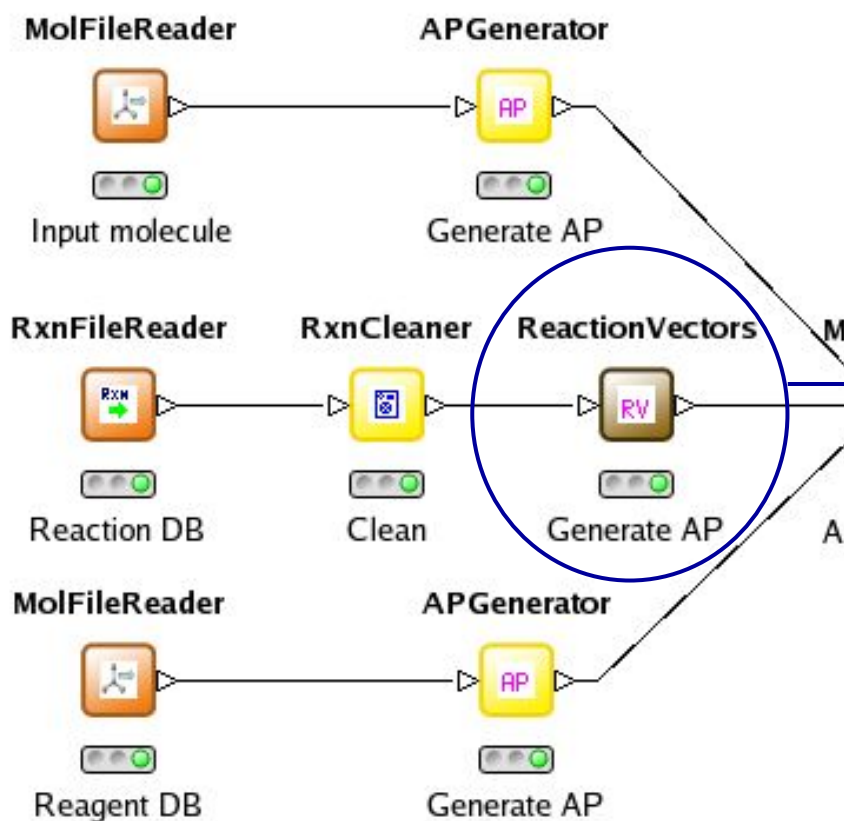 MolFileReader APGenerator
AP
Input molecule Generate AP
RxnFileReader RxnCleaner ReactionVectors M
RXN RV
Reaction DB Clean Generate AP A
MolFileReader APGenerator
AP
Reagent DB Generate AP